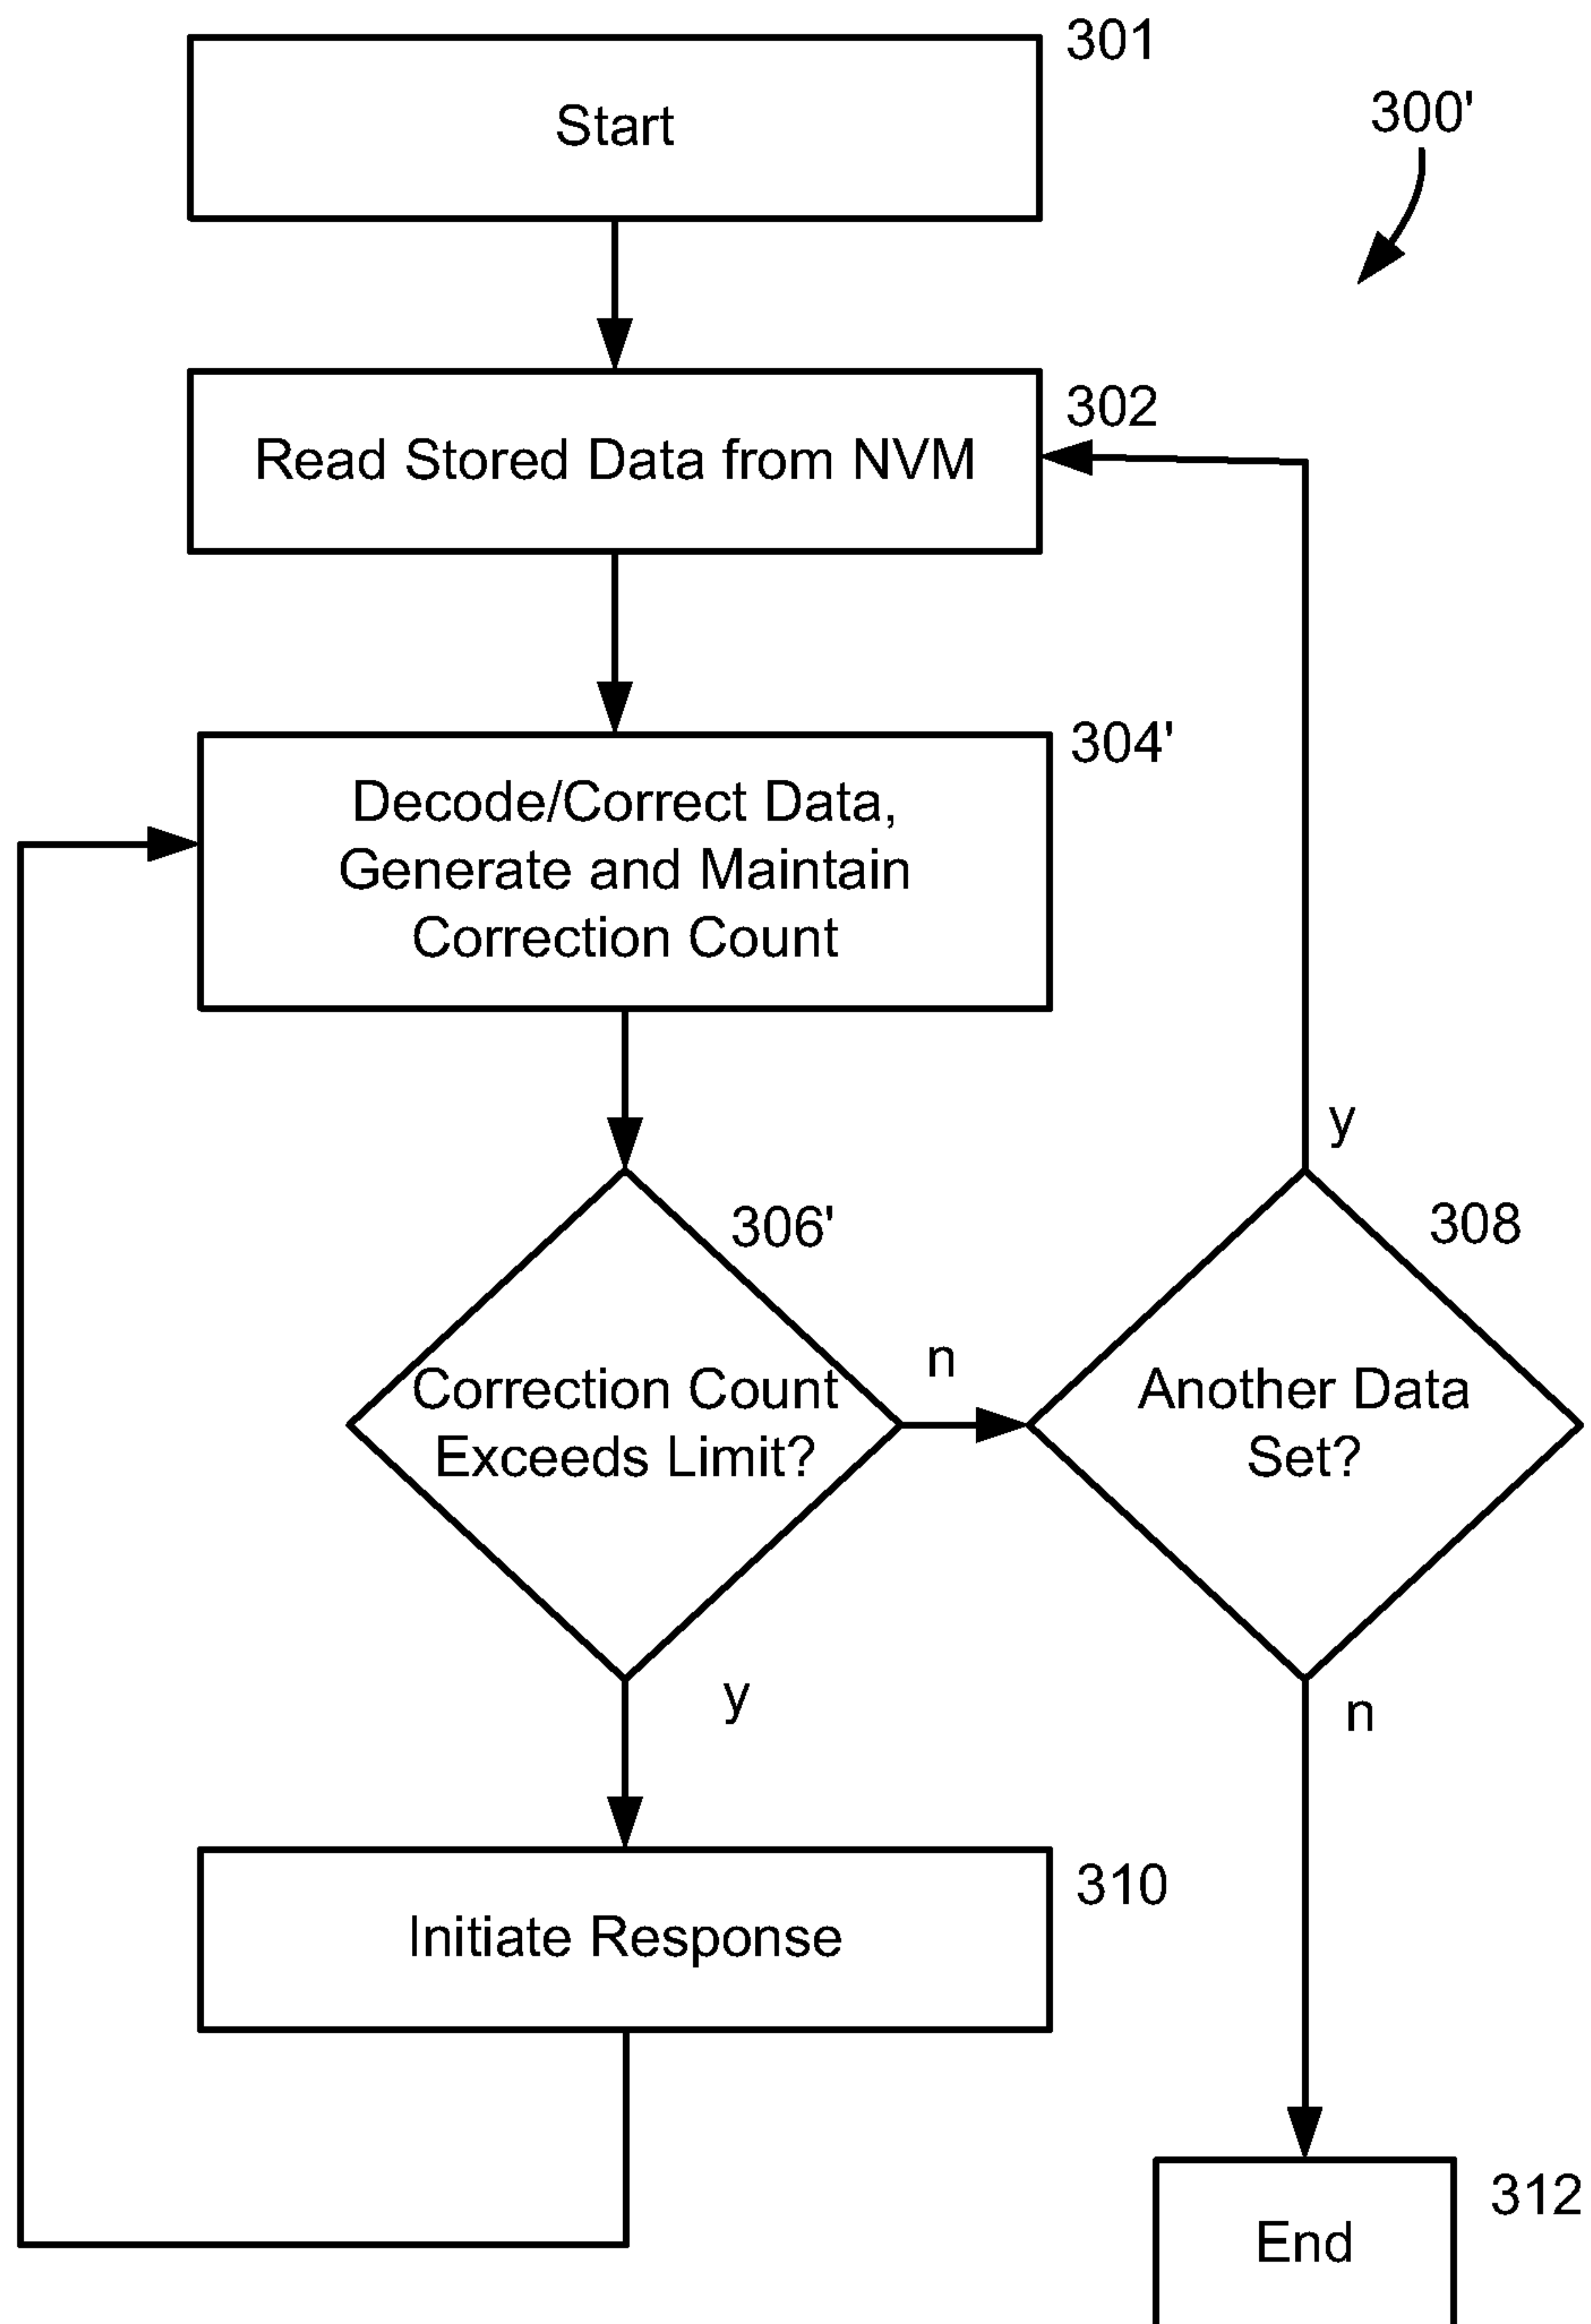 301
Start
300'
302
Read Stored Data from NVM
304'
Decode/Correct Data,
Generate and Maintain
Correction Count
y
306'
308
n
Correction Count
Exceeds Limit?
Another Data
Set?
y
n
310
Initiate Response
312
End